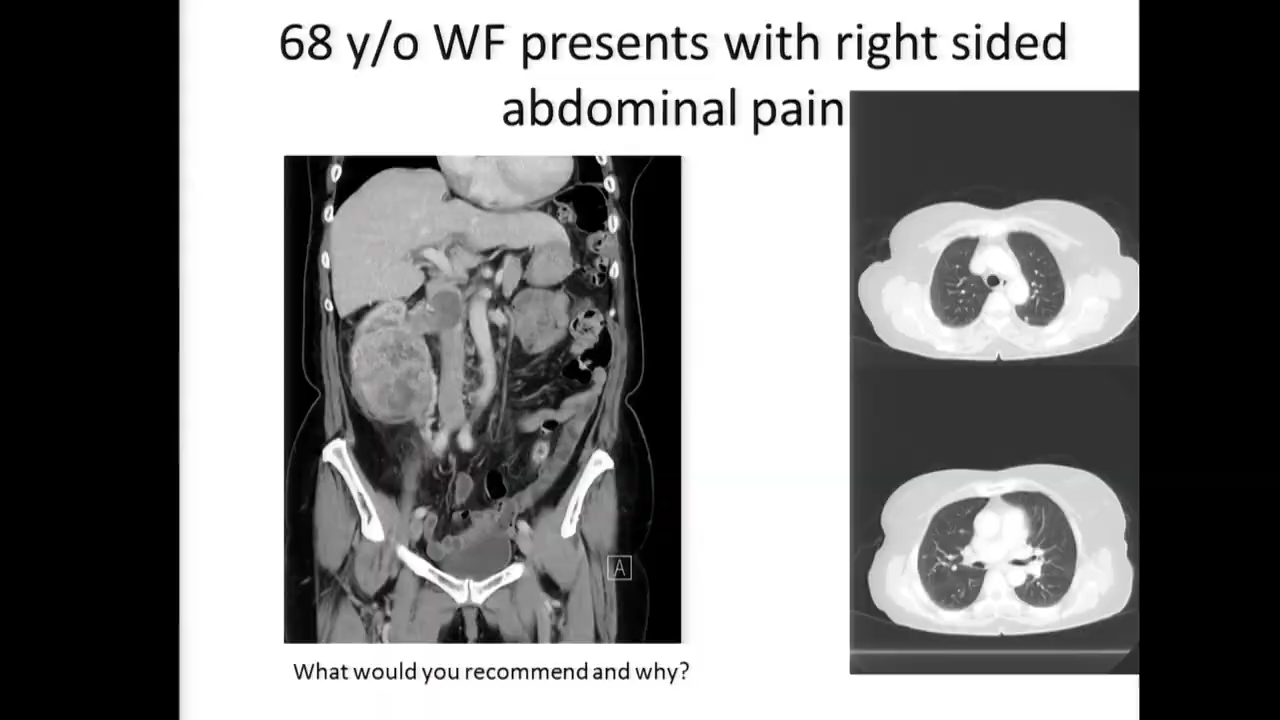 68 y/o WF presents with right sided
abdominal pain
A
What would you recommend and why?